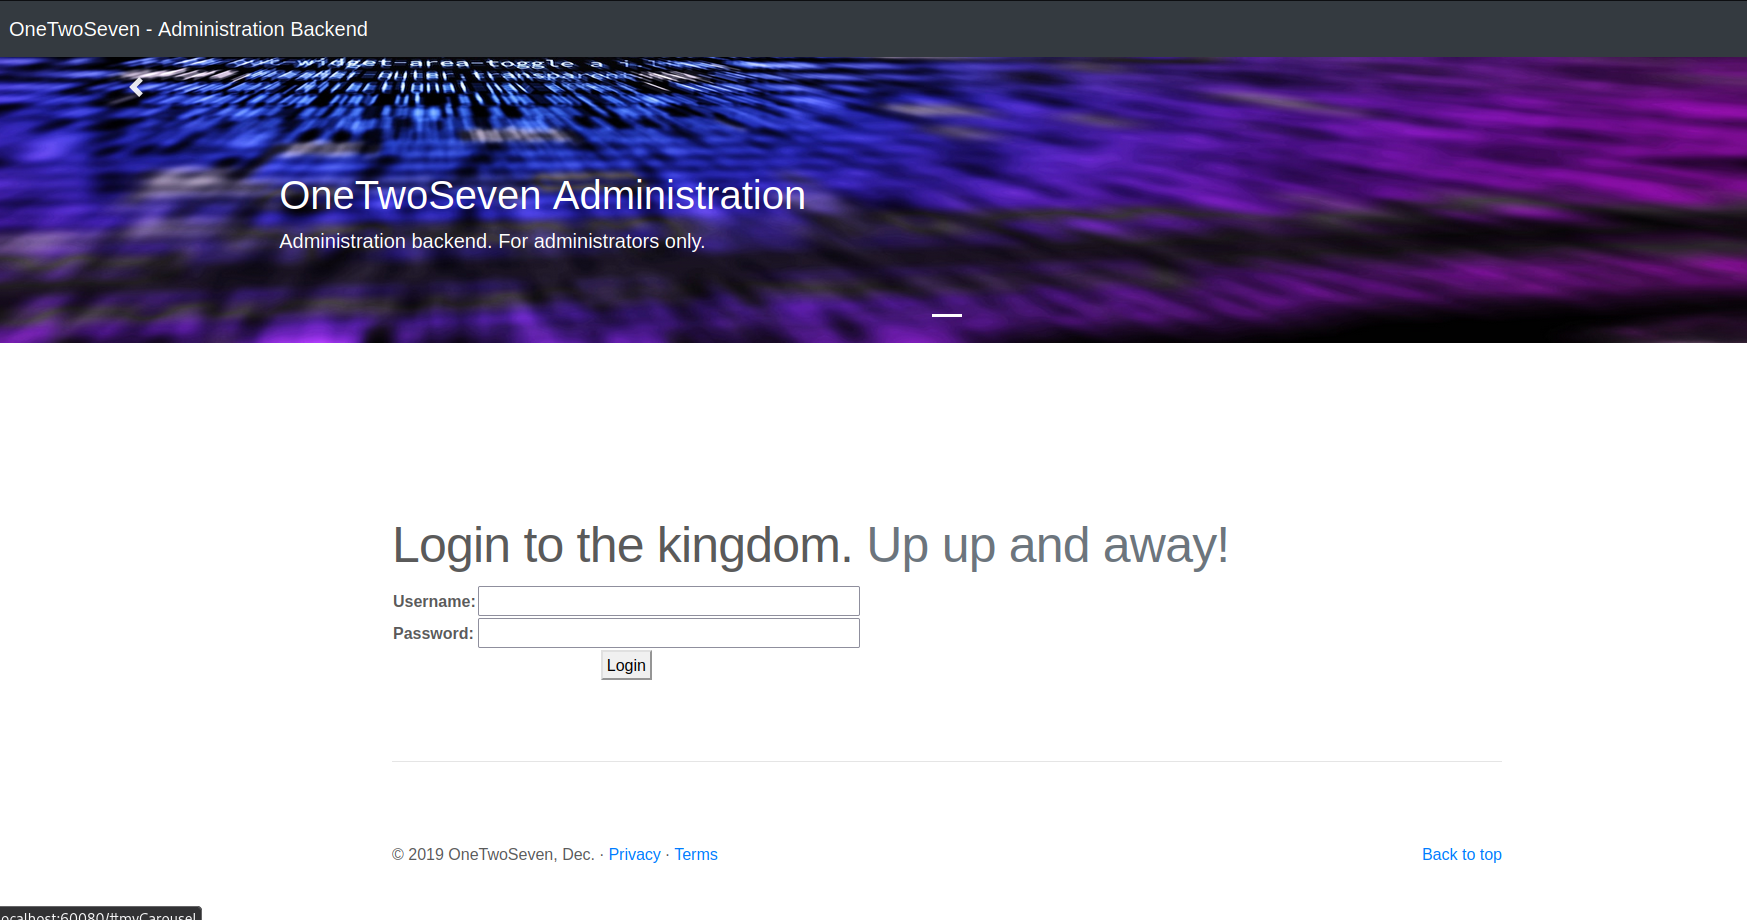 OneTwoSeven - Administration Backend
widget-area-toggle a
OneTwoSeven Administration
Administration backend. For administrators only.
Login to the kingdom. Up up and away!
Username:
Password:
Login
© 2019 OneTwoSeven, Dec. · Privacy · Terms
Back to top
localhost:60080/#myCarousel